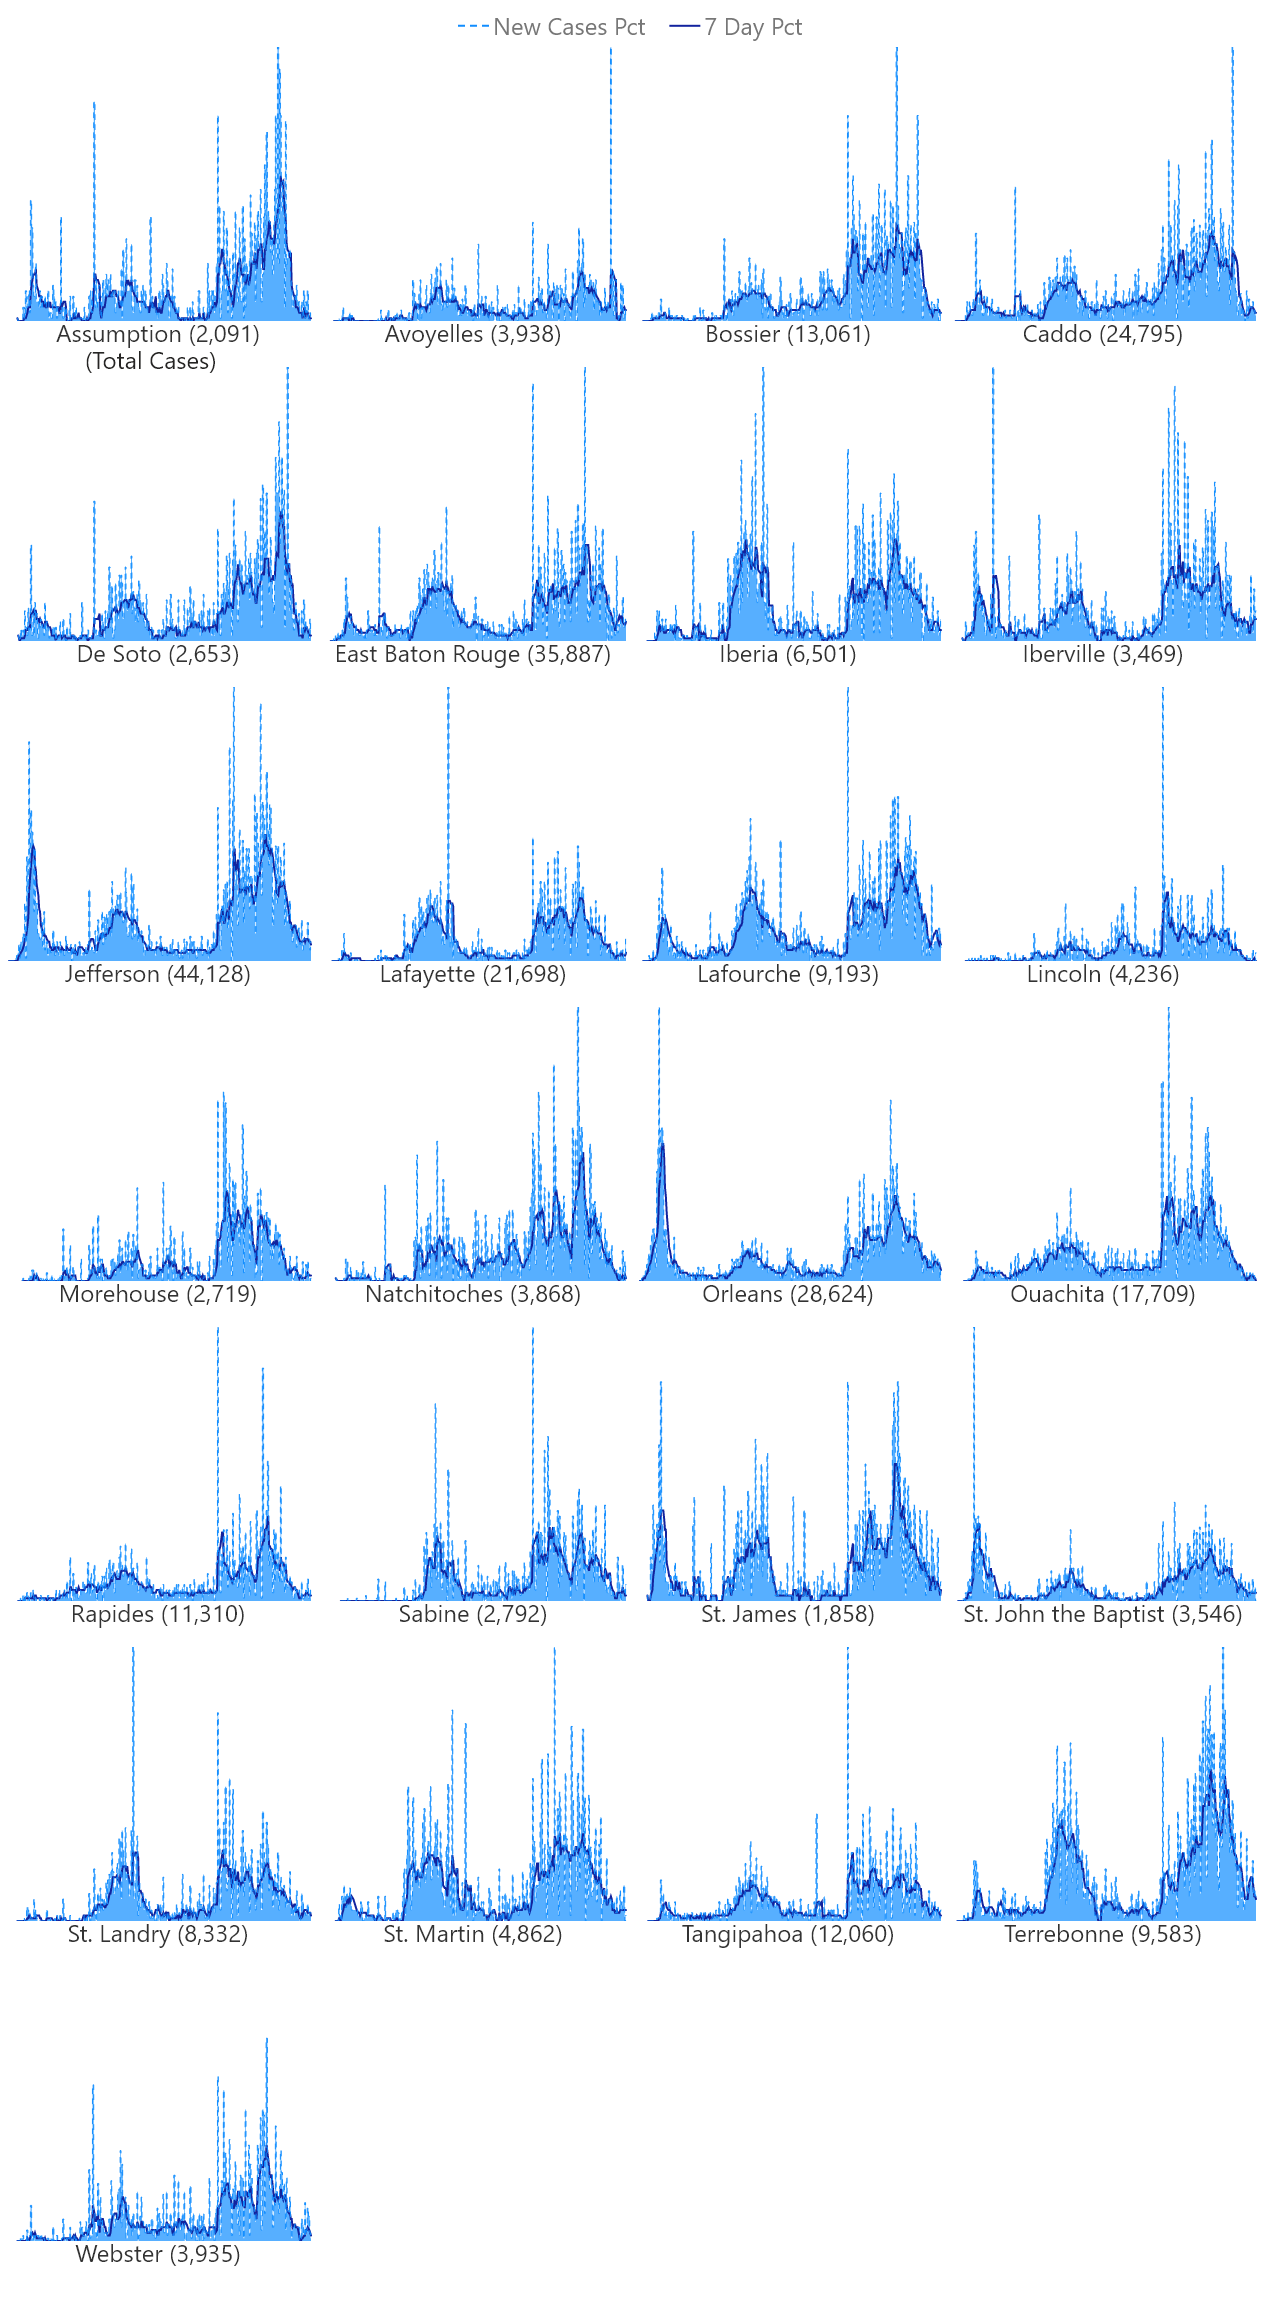 New Cases Pct 7 Day Pct
Assumption (2,091) Avoyelles (3,938) Bossier (13,061) Caddo (24,795)
(Total Cases)
De Soto (2,653) East Baton Rouge (35,887) Iberia (6,501) Iberville (3,469)
Jefferson (44,128) Lafayette (21,698) Lafourche (9,193) Lincoln (4,236)
Morehouse (2,719) Natchitoches (3,868) Orleans (28,624) Ouachita (17,709)
Rapides (11,310) Sabine (2,792) St. James (1,858) St. John the Baptist (3,546)
St. Landry (8,332) St. Martin (4,862) Tangipahoa (12,060) Terrebonne (9,583)
Webster (3,935)